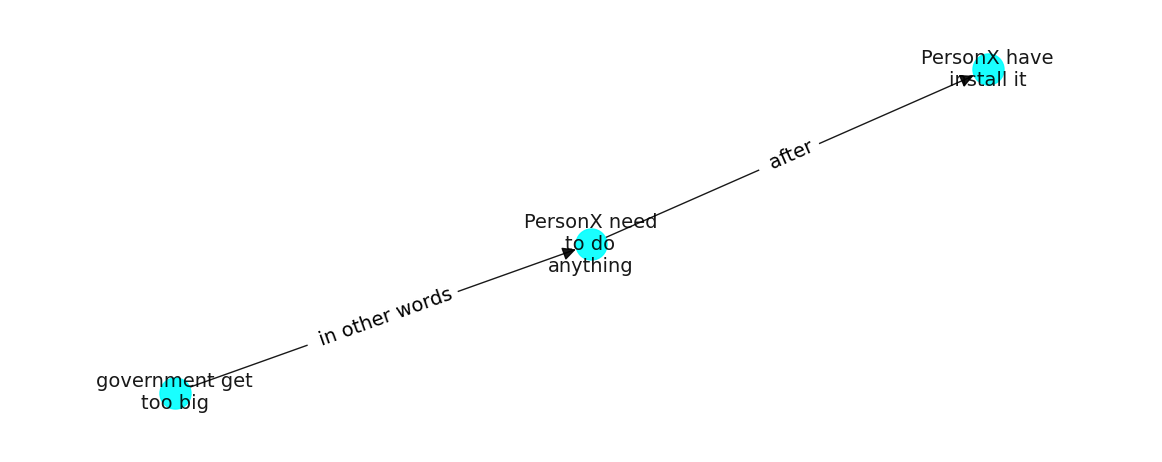 PersonX have
install it
after
PersonX need
to do
anything
in other words
government get
too big